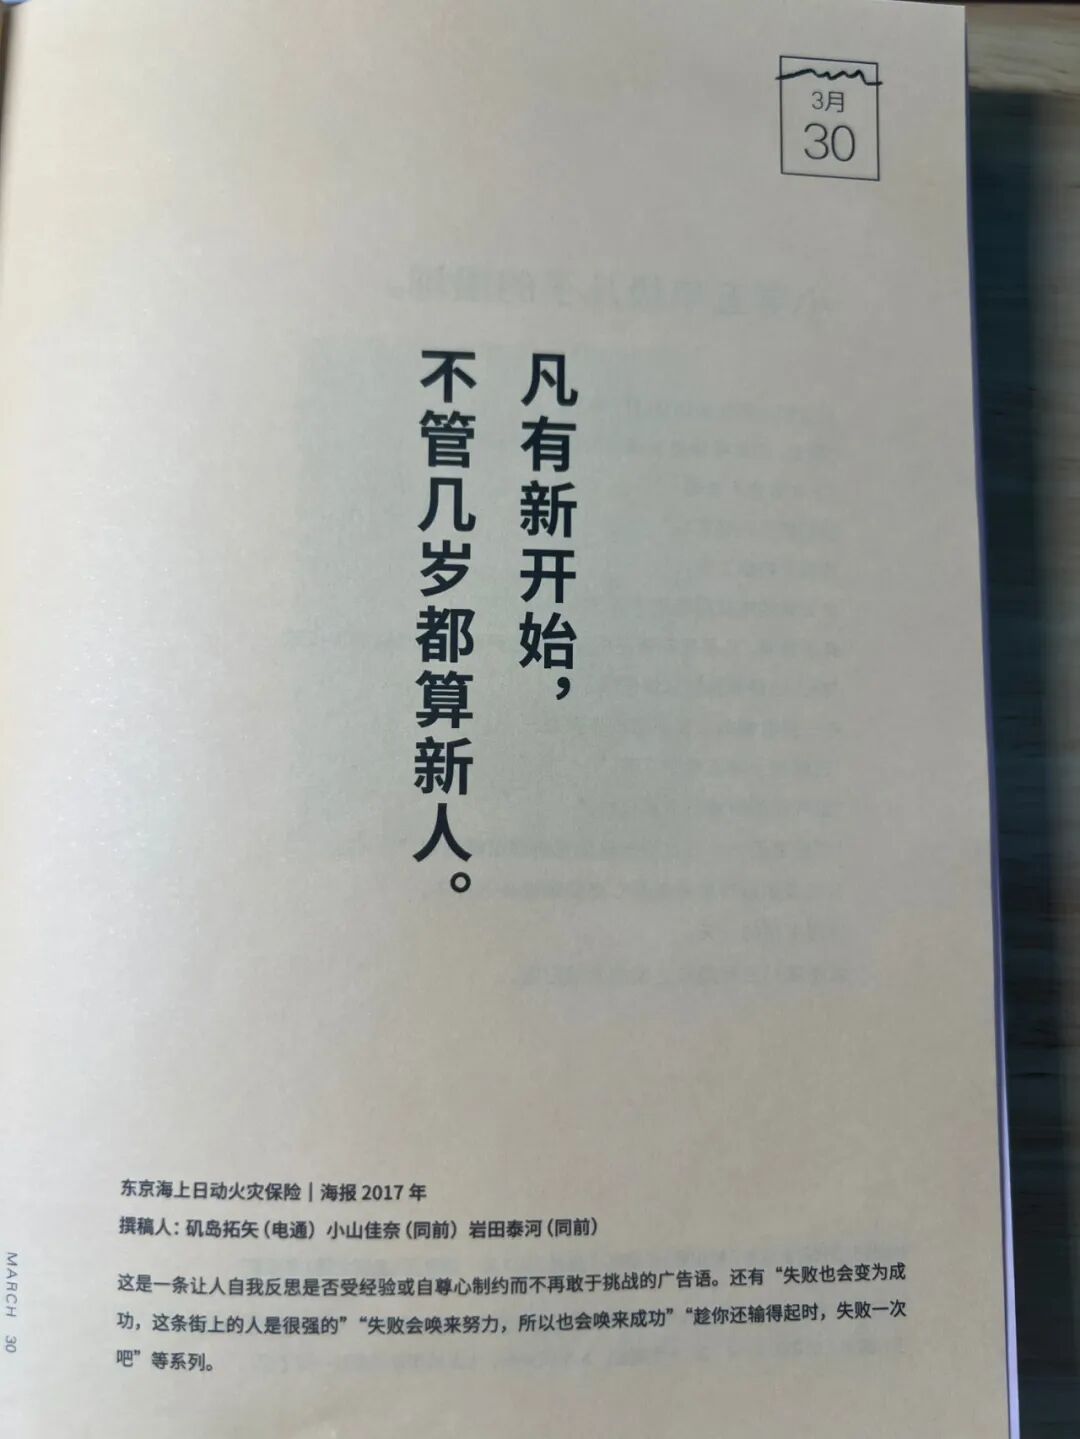 3月
30
凡有新开始，
不管几岁都算新人。
东京海上日动火灾保险｜海报 2017 年
撰稿人：矶岛拓矢（电通）小山佳奈（同前）岩田泰河（同前）
这是一条让人自我反思是否受经验或自尊心制约而不再敢于挑战的广告语。还有“失败也会变为成
功，这条街上的人是很强的”“失败会唤来努力，所以也会唤来成功”“趁你还输得起时，失败一次
吧”等系列。
MARCH 30